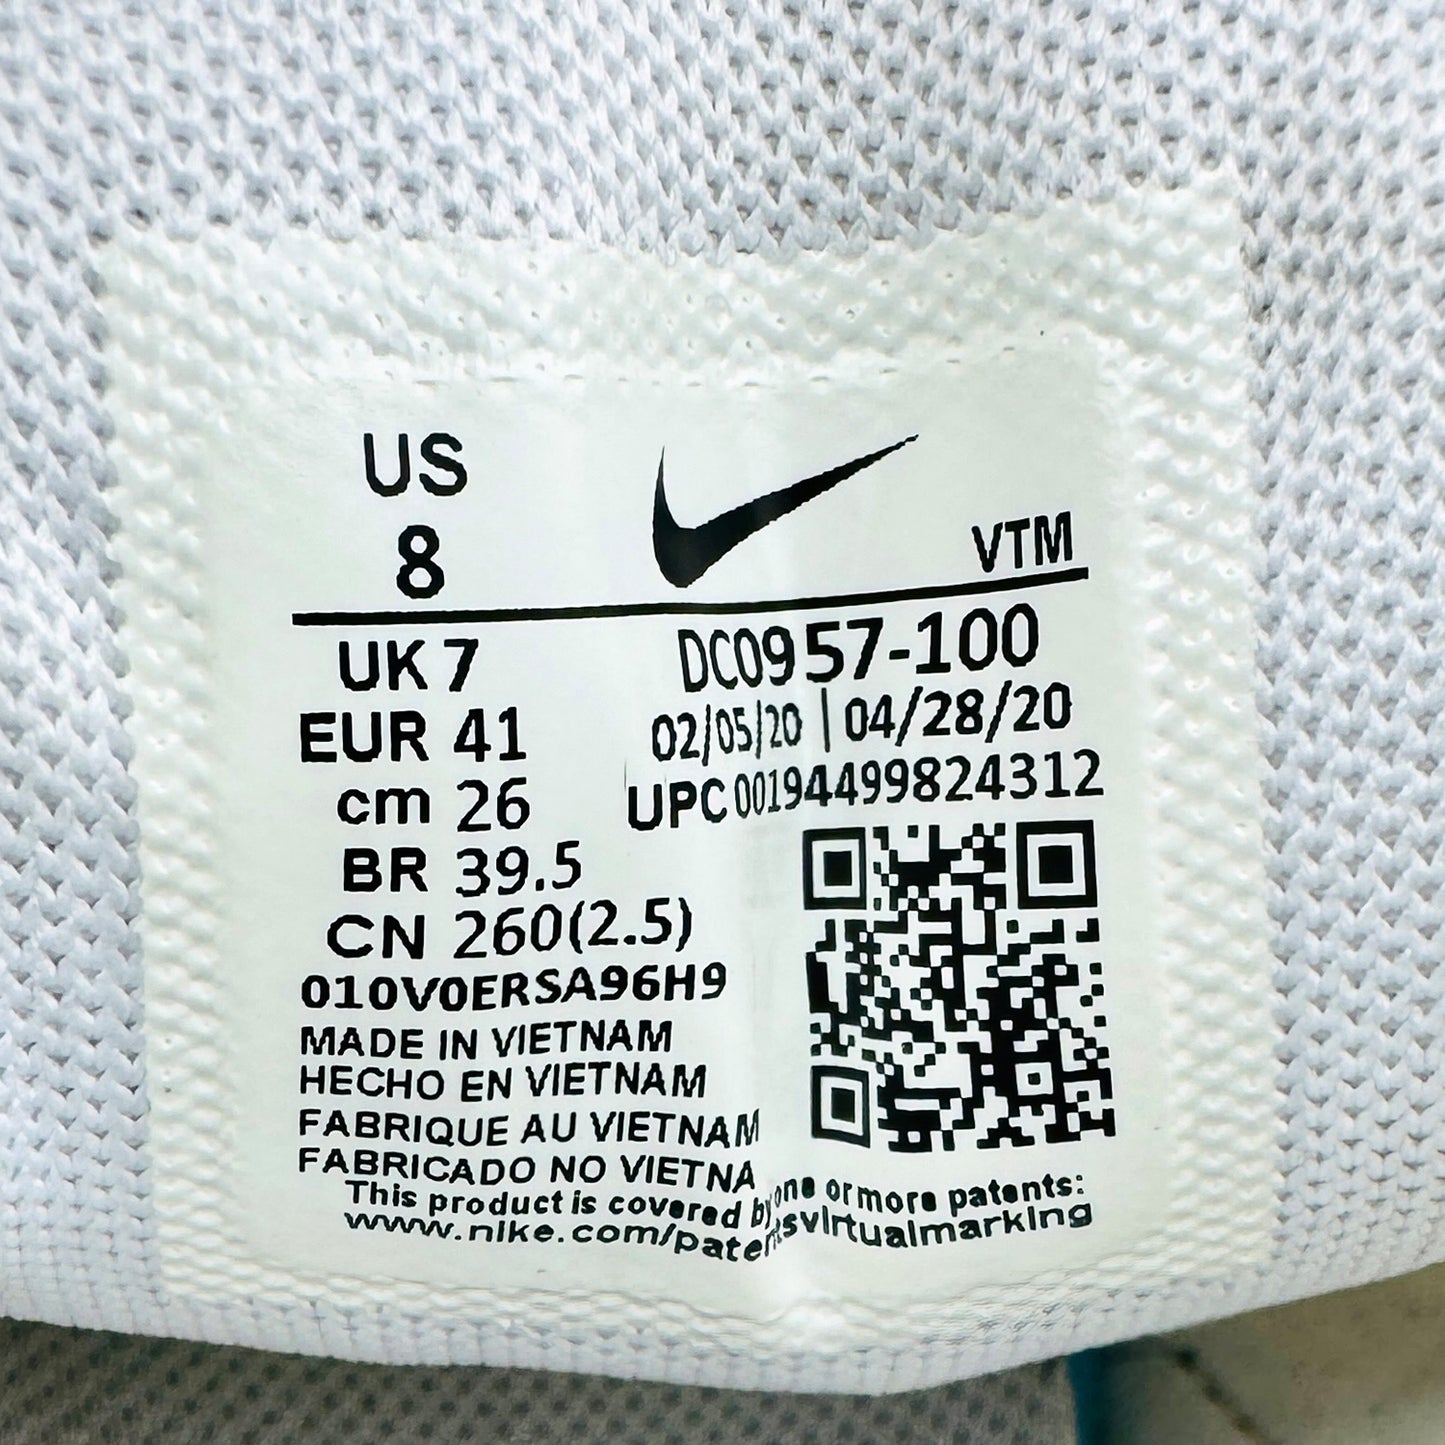 US
8
VTM
UK 7
DC0957-100
EUR 41
02/05/20 | 04/28/20
cm 26
UPC 00194499824312
BR 39.5
CN 260(2.5)
010V0ERSA96H9
MADE IN VIETNAM
HECHO EN VIETNAM
FABRIQUE AU VIETNAM
FABRICADO NO VIETNA
This product is covered by one or more patents:
www.nike.com/patentsvirtualmarking